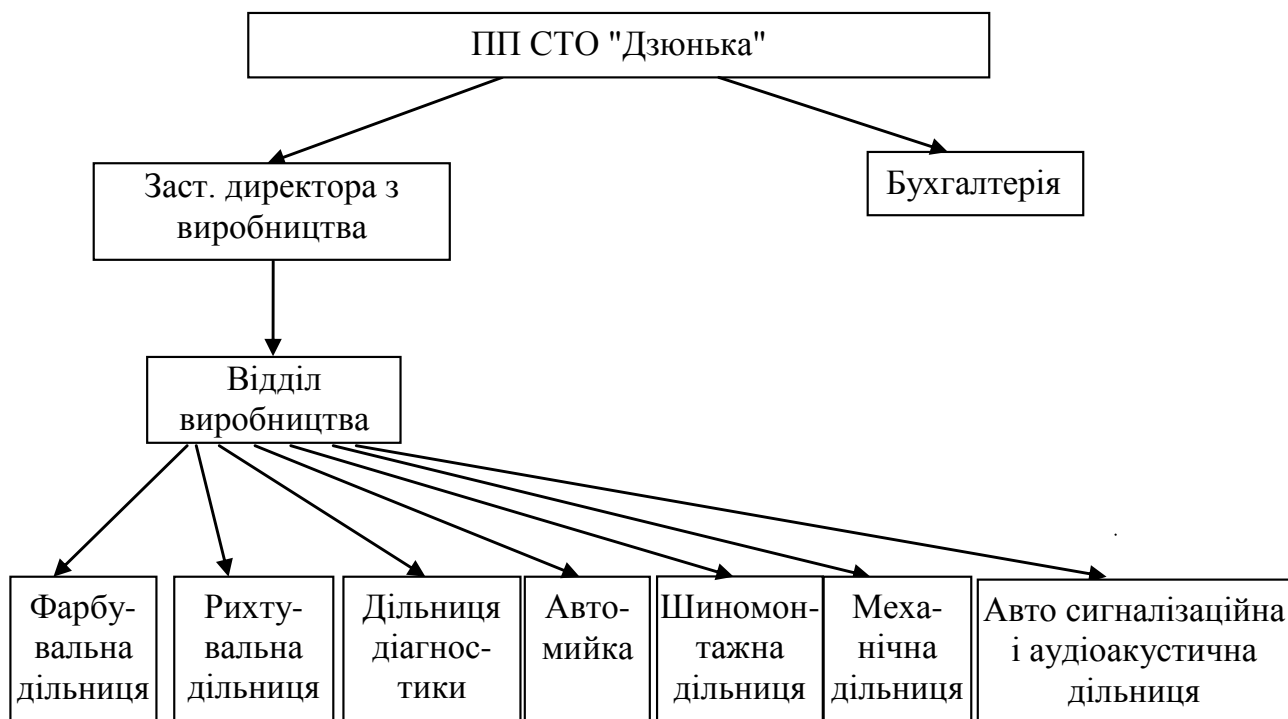 ПП СТО "Дзюнька"
Заст. директора з
виробництва
Бухгалтерія
Відділ
виробництва
Фарбу-
вальна
дільниця
Рихту-
вальна
дільниця
Дільниця
діагнос-
тики
Авто-
мийка
Шиномон-
тажна
дільниця
Меха-
нічна
дільниця
Авто сигналізаційна
і аудіоакустична
дільниця